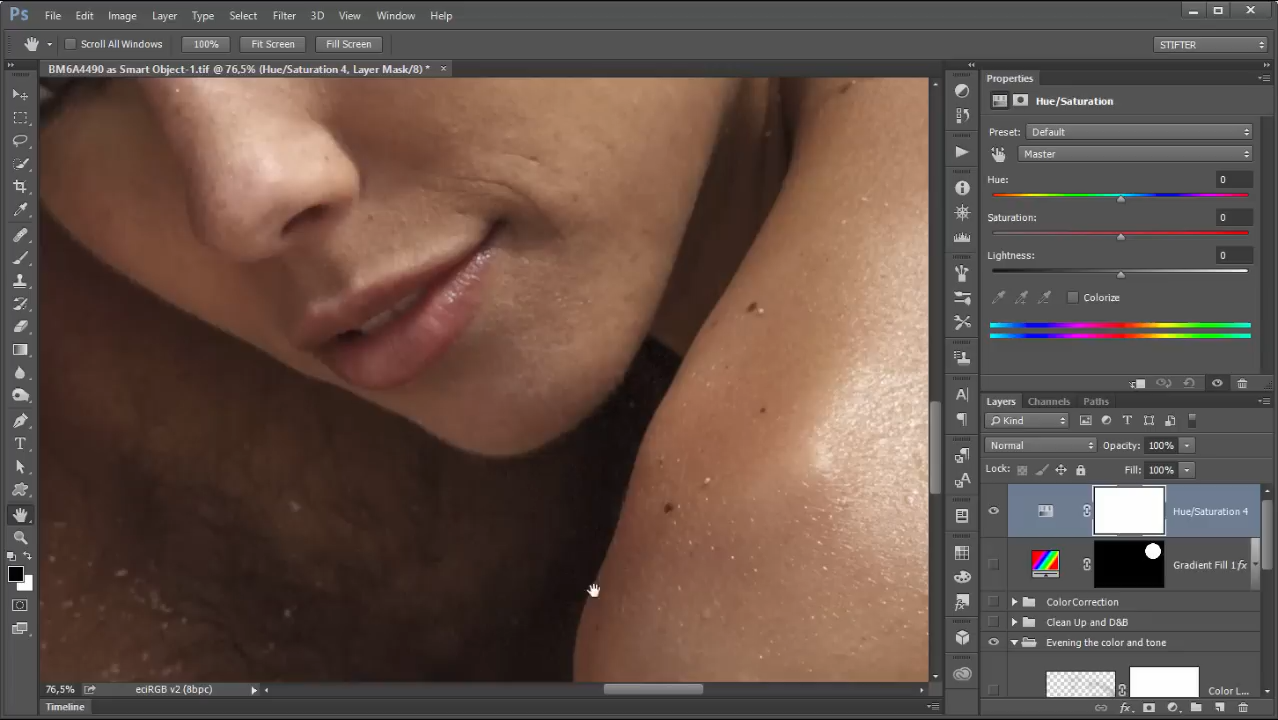 Ps File Edit Image Layer Type Select Filter 3D View Window Help
Scroll All Windows 100% Fit Screen Fill Screen STIFTER
BM6A4490 as Smart Object-1.tif @ 76,5% (Hue/Saturation 4, Layer Mask/8) *
Properties
Hue/Saturation
Preset: Default
Master
Hue: 0
Saturation: 0
Lightness: 0
Colorize
Layers Channels Paths
Kind
Normal Opacity: 100%
Lock: Fill: 100%
Hue/Saturation 4
Gradient Fill 1 fx
ColorCorrection
Clean Up and D&B
Evening the color and tone
Color L...
76,5% eciRGB v2 (8bpc)
Timeline